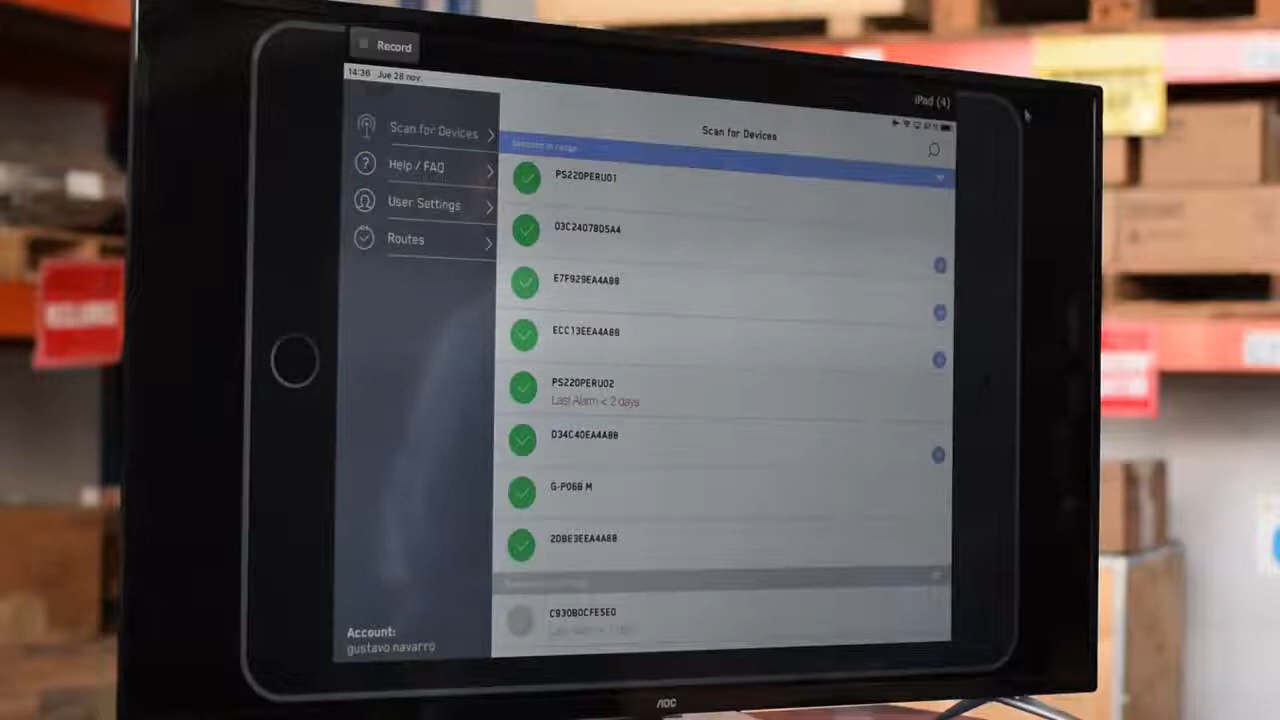 Record
iPad (4)
14:36 Jue 28 nov.
Scan for Devices
Scan for Devices
Help / FAQ
User Settings
Routes
PS220PERU01
03C24078D5A4
E7F929EA4A88
ECC13EEA4A88
PS220PERU02
Last Alarm < 2 days
D34C40EA4A88
G-P068 M
2DBE3EEA4A88
C930B0CFE5E0
Account:
gustavo navarro
AOC